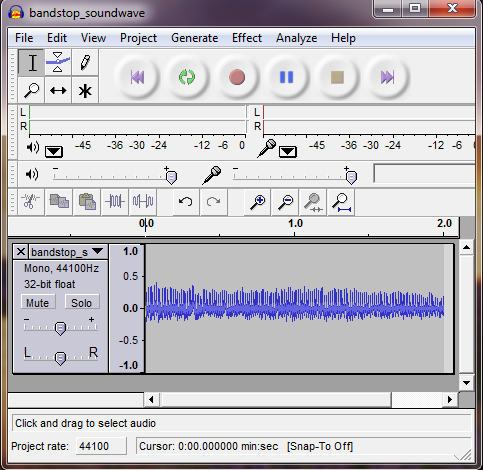 bandstop_soundwave
File Edit View Project Generate Effect Analyze Help
L
R
-45 -36 -30 -24 -12 -6 0
L
R
-45 -36 -30 -24 -12 -6
- +
- +
0.0 1.0 2.0
bandstop_s
Mono, 44100Hz
32-bit float
Mute Solo
- +
L R
1.0
0.5
0.0
-0.5
-1.0
Click and drag to select audio
Project rate: 44100 Cursor: 0:00.000000 min:sec [Snap-To Off]